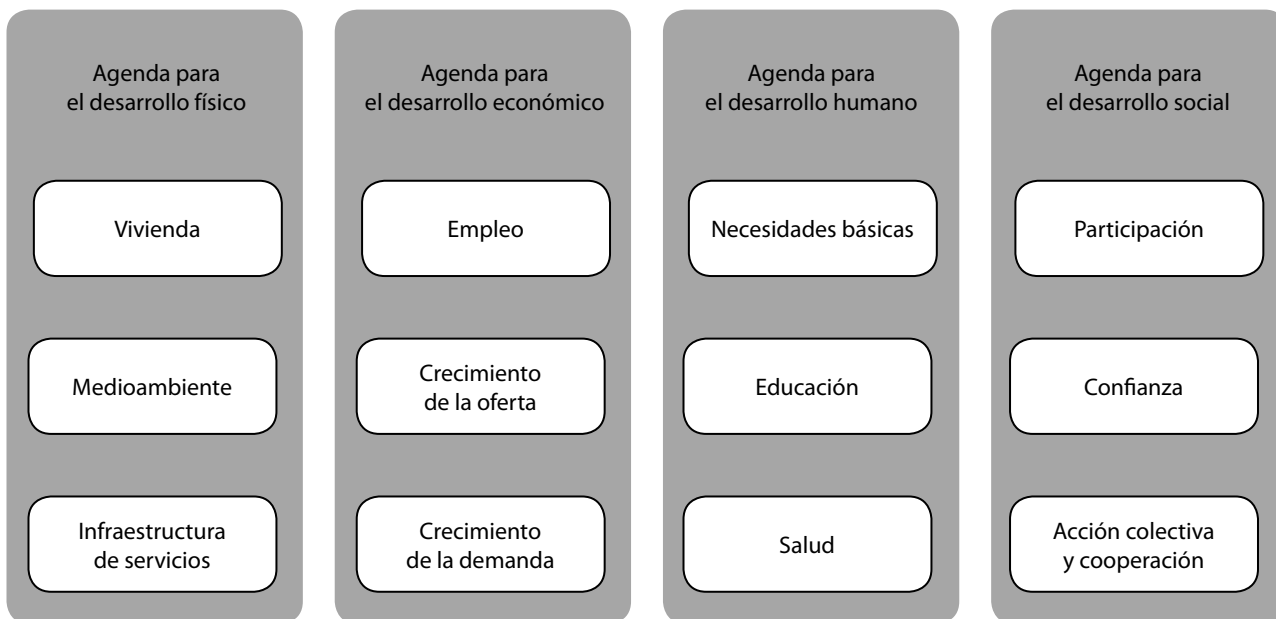 Agenda para
el desarrollo físico
Vivienda
Medioambiente
Infraestructura
de servicios
Agenda para
el desarrollo económico
Empleo
Crecimiento
de la oferta
Crecimiento
de la demanda
Agenda para
el desarrollo humano
Necesidades básicas
Educación
Salud
Agenda para
el desarrollo social
Participación
Confianza
Acción colectiva
y cooperación